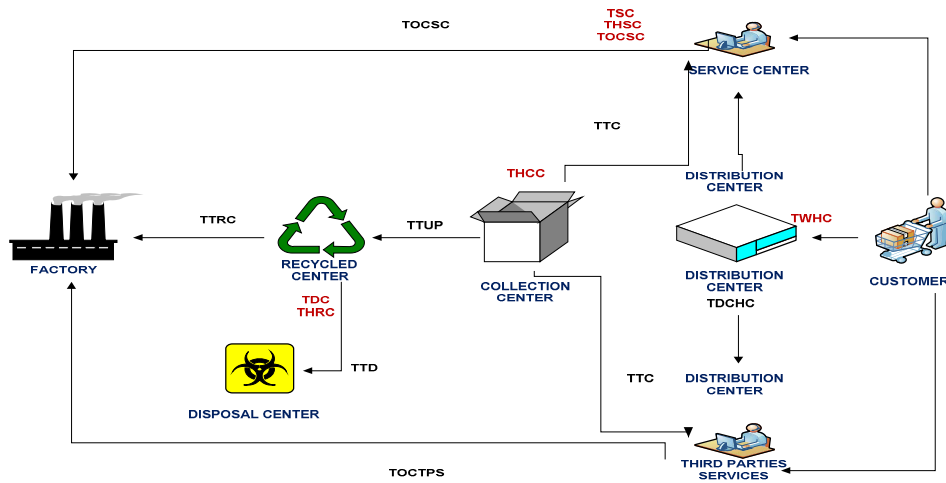 TSC
THSC
TOCSC
TOCSC
SERVICE CENTER
TTC
THCC
DISTRIBUTION
CENTER
TTRC
TTUP
TWHC
FACTORY
RECYCLED
CENTER
COLLECTION
CENTER
DISTRIBUTION
CENTER
TDCHC
CUSTOMER
TDC
THRC
TTD
TTC
DISTRIBUTION
CENTER
DISPOSAL CENTER
THIRD PARTIES
SERVICES
TOCTPS